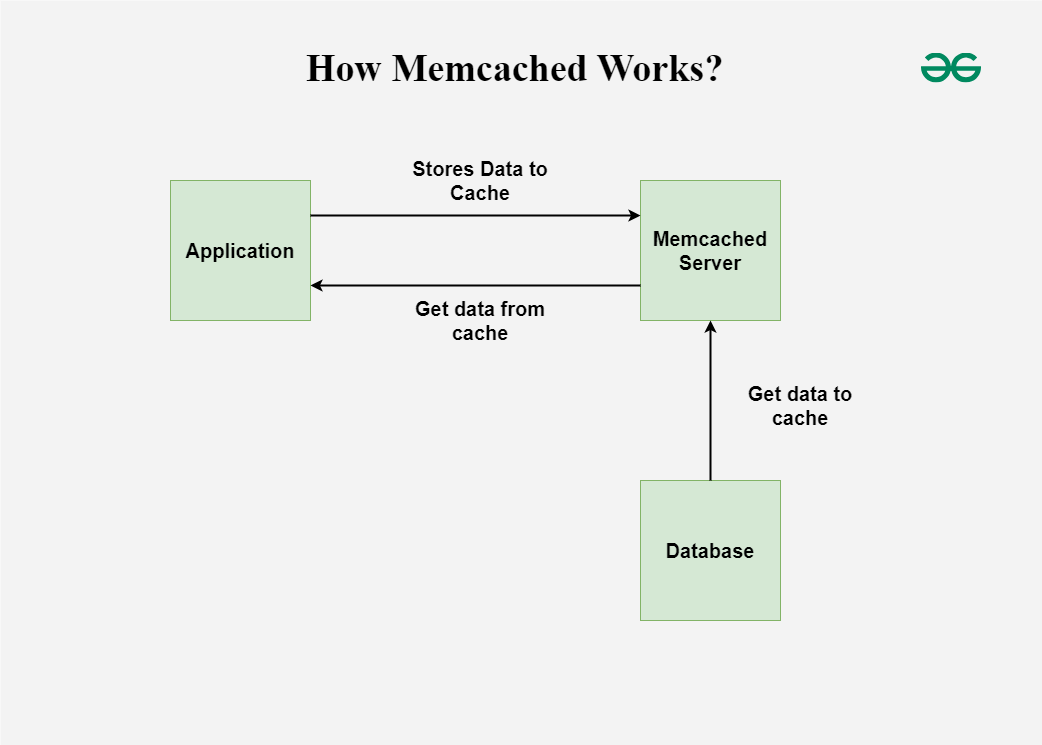 How Memcached Works?
Stores Data to
Cache
Application
Memcached
Server
Get data from
cache
Get data to
cache
Database